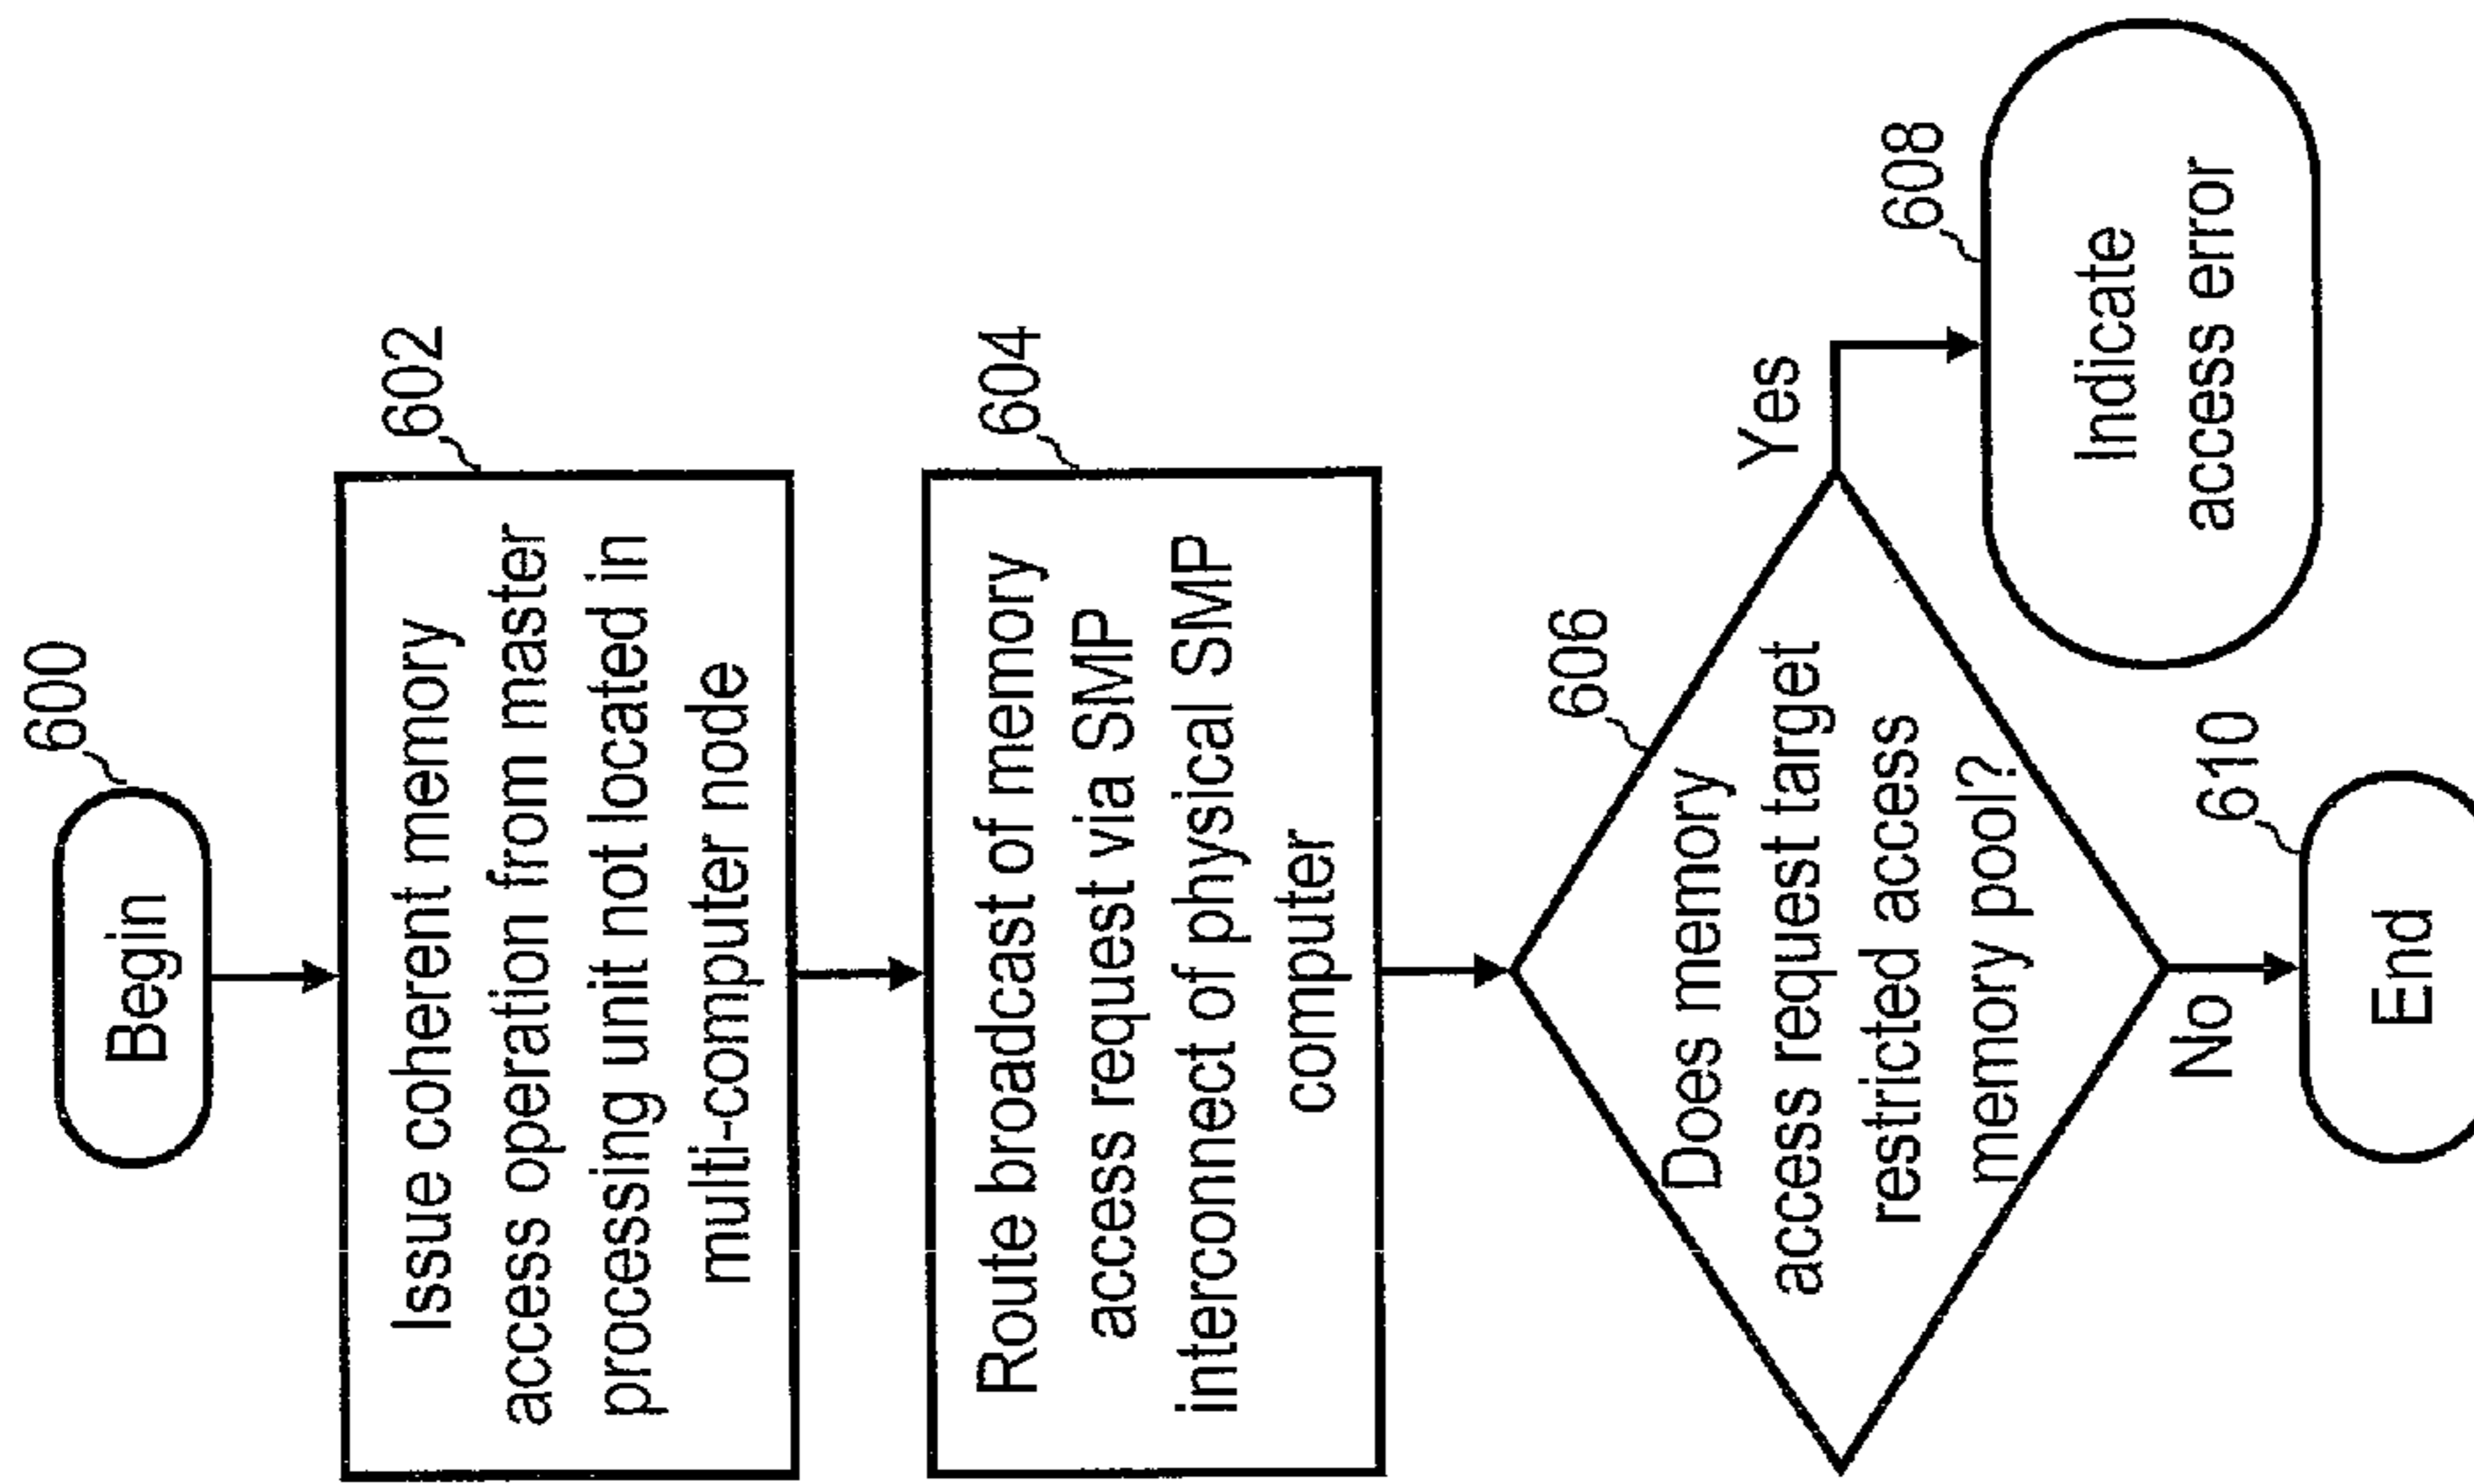 600
Begin
602
Issue coherent memory
access operation from master
processing unit not located in
multi-computer node
604
Route broadcast of memory
access request via SMP
interconnect of physical SMP
computer
606
Does memory
access request target
restricted access
memory pool?
Yes
608
Indicate
access error
No
610
End